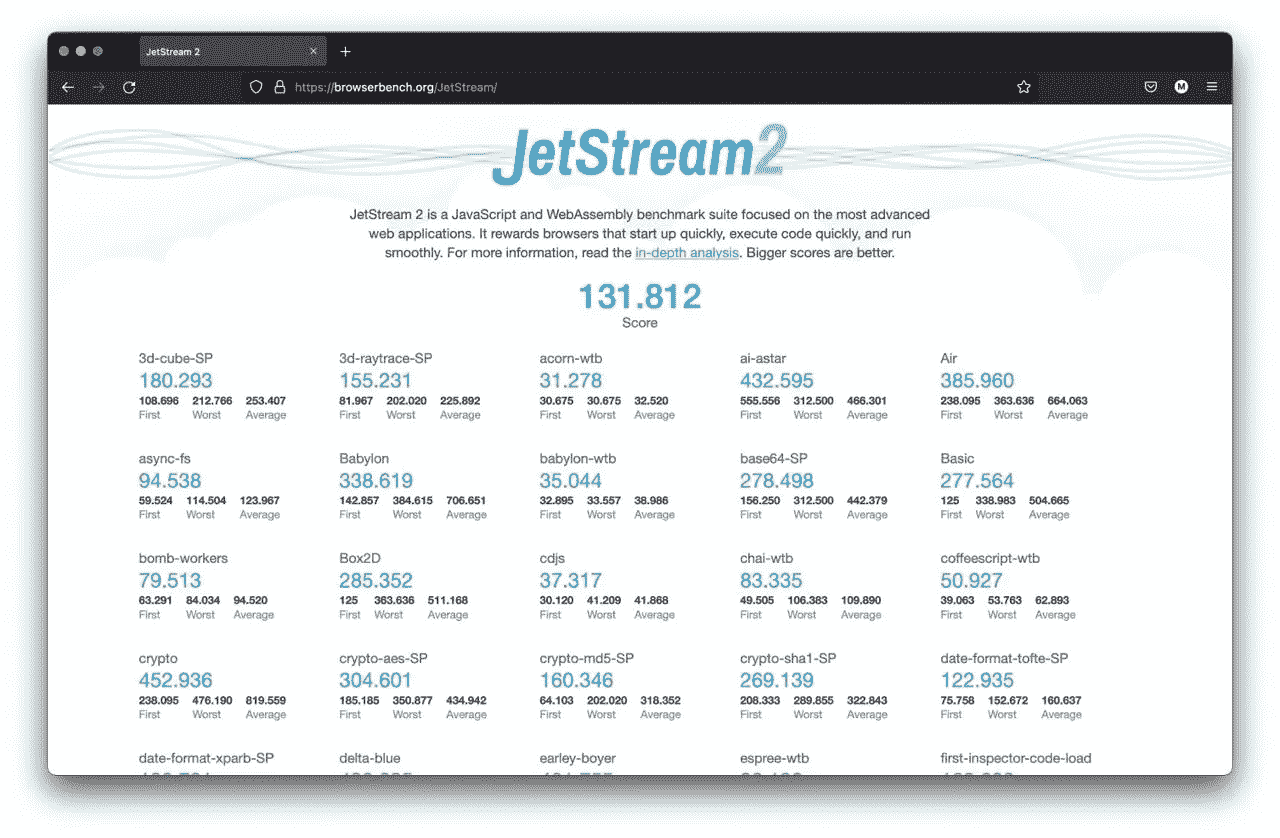 JetStream 2
https://browserbench.org/JetStream/
M
JetStream 2
JetStream 2 is a JavaScript and WebAssembly benchmark suite focused on the most advanced
web applications. It rewards browsers that start up quickly, execute code quickly, and run
smoothly. For more information, read the in-depth analysis. Bigger scores are better.
131.812
Score
3d-cube-SP 3d-raytrace-SP acorn-wtb ai-astar Air
180.293 155.231 31.278 432.595 385.960
108.696 212.766 253.407 81.967 202.020 225.892 30.675 30.675 32.520 555.556 312.500 466.301 238.095 363.636 664.063
First Worst Average First Worst Average First Worst Average First Worst Average First Worst Average
async-fs Babylon babylon-wtb base64-SP Basic
94.538 338.619 35.044 278.498 277.564
59.524 114.504 123.967 142.857 384.615 706.651 32.895 33.557 38.986 156.250 312.500 442.379 125 338.983 504.665
First Worst Average First Worst Average First Worst Average First Worst Average First Worst Average
bomb-workers Box2D cdjs chai-wtb coffeescript-wtb
79.513 285.352 37.317 83.335 50.927
63.291 84.034 94.520 125 363.636 511.168 30.120 41.209 41.868 49.505 106.383 109.890 39.063 53.763 62.893
First Worst Average First Worst Average First Worst Average First Worst Average First Worst Average
crypto crypto-aes-SP crypto-md5-SP crypto-sha1-SP date-format-tofte-SP
452.936 304.601 160.346 269.139 122.935
238.095 476.190 819.559 185.185 350.877 434.942 64.103 202.020 318.352 208.333 289.855 322.843 75.758 152.672 160.637
First Worst Average First Worst Average First Worst Average First Worst Average First Worst Average
date-format-xparb-SP delta-blue earley-boyer espree-wtb first-inspector-code-load